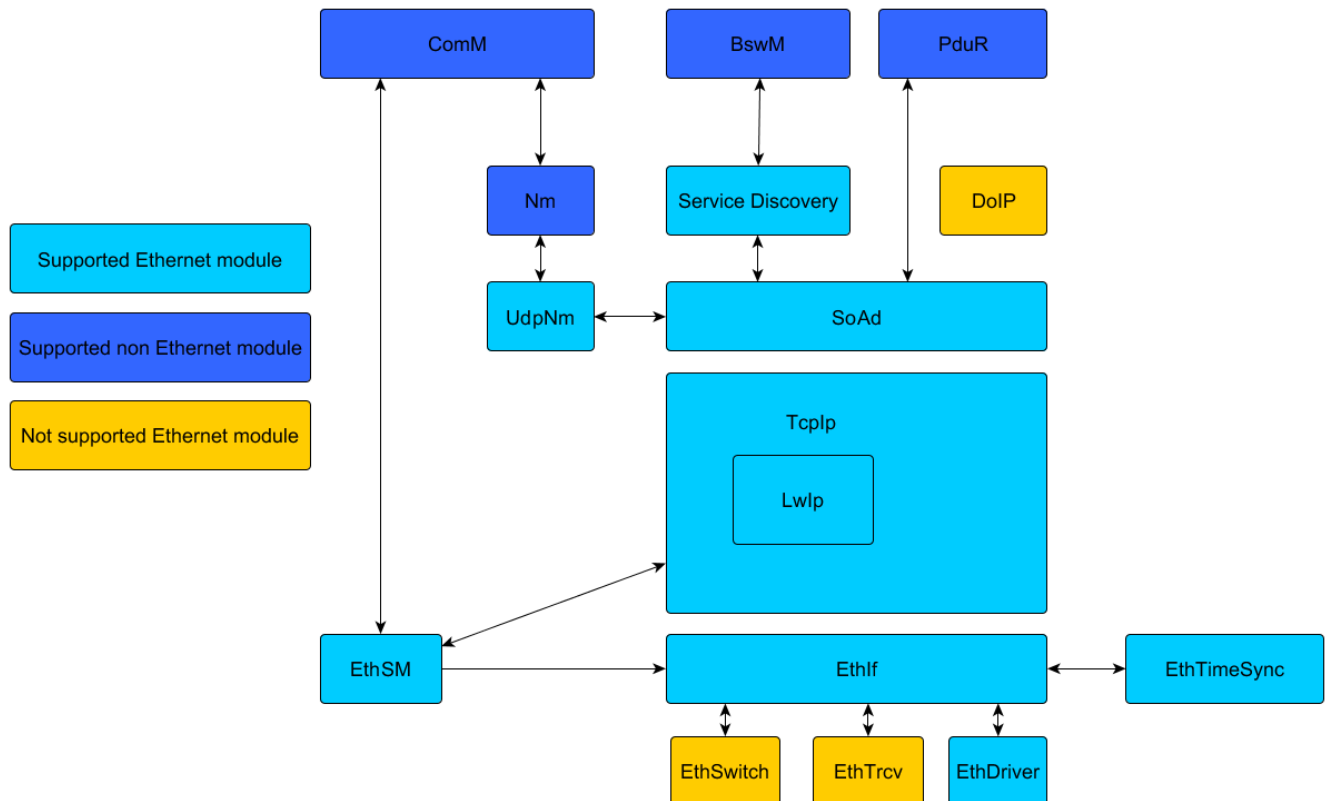 ComM
BswM
PduR
Nm
Service Discovery
DoIP
Supported Ethernet module
UdpNm
SoAd
Supported non Ethernet module
Not supported Ethernet module
TcpIp
LwIp
EthSM
EthIf
EthTimeSync
EthSwitch
EthTrcv
EthDriver